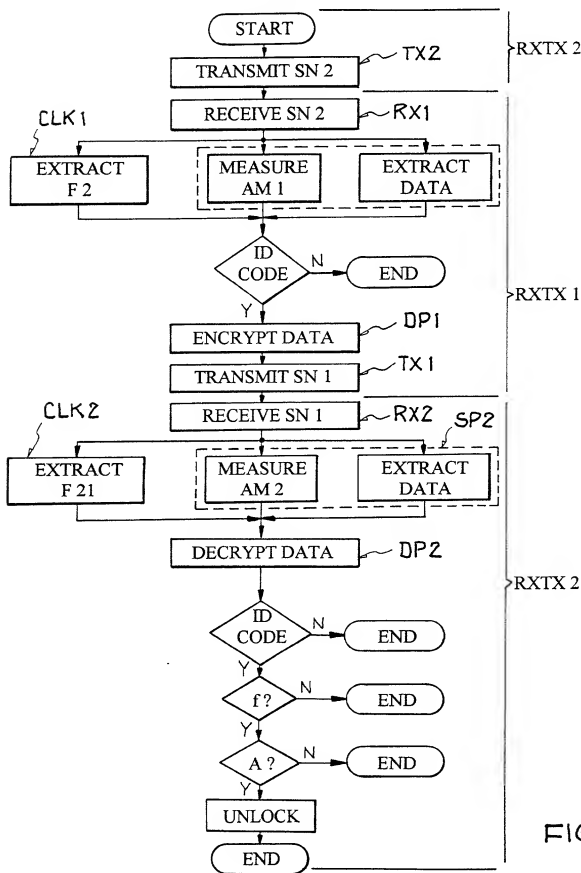 START
TX2
TRANSMIT SN 2
RXTX 2
RECEIVE SN 2
RX1
CLK1
EXTRACT
F 2
MEASURE
AM 1
EXTRACT
DATA
ID
CODE
N
END
Y
RXTX 1
ENCRYPT DATA
DP1
TRANSMIT SN 1
TX1
RECEIVE SN 1
RX2
CLK2
SP2
EXTRACT
F 21
MEASURE
AM 2
EXTRACT
DATA
DECRYPT DATA
DP2
RXTX 2
ID
CODE
N
END
Y
f ?
N
END
Y
A ?
N
END
Y
UNLOCK
END
FIG